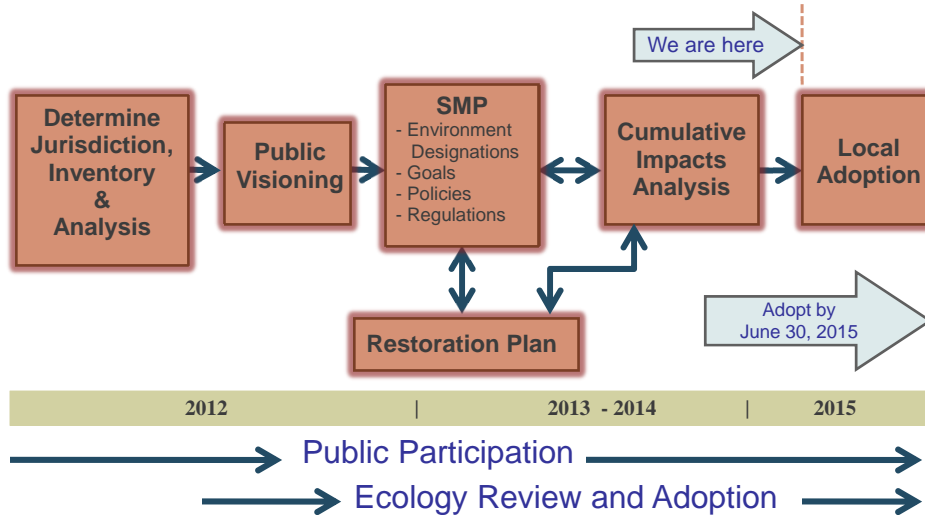 We are here
Determine
Jurisdiction,
Inventory
&
Analysis
Public
Visioning
SMP
- Environment
Designations
- Goals
- Policies
- Regulations
Cumulative
Impacts
Analysis
Local
Adoption
Restoration Plan
Adopt by
June 30, 2015
2012 | 2013 - 2014 | 2015
Public Participation
Ecology Review and Adoption